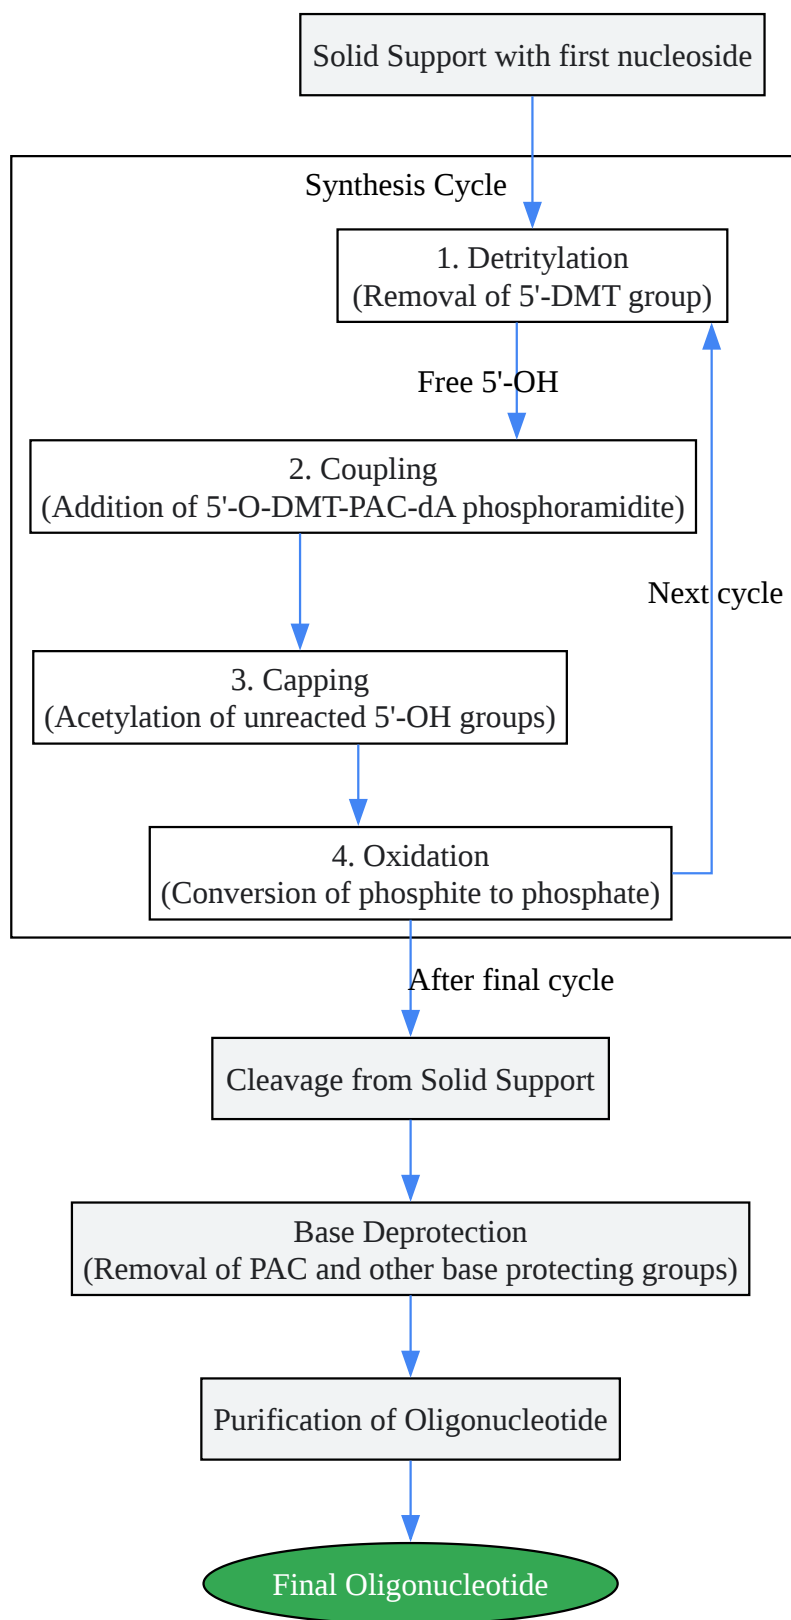 Solid Support with first nucleoside
Synthesis Cycle
1. Detritylation
(Removal of 5'-DMT group)
Free 5'-OH
2. Coupling
(Addition of 5'-O-DMT-PAC-dA phosphoramidite)
Next cycle
3. Capping
(Acetylation of unreacted 5'-OH groups)
4. Oxidation
(Conversion of phosphite to phosphate)
After final cycle
Cleavage from Solid Support
Base Deprotection
(Removal of PAC and other base protecting groups)
Purification of Oligonucleotide
Final Oligonucleotide